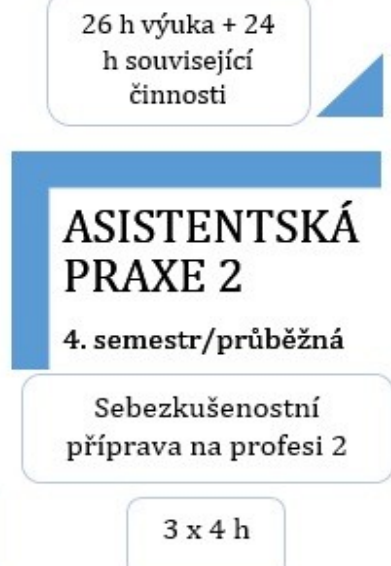 26 h výuka + 24
h související
činnosti
ASISTENTSKÁ
PRAXE 2
4. semestr/průběžná
Sebezkušenostní
příprava na profesi 2
3 x 4 h